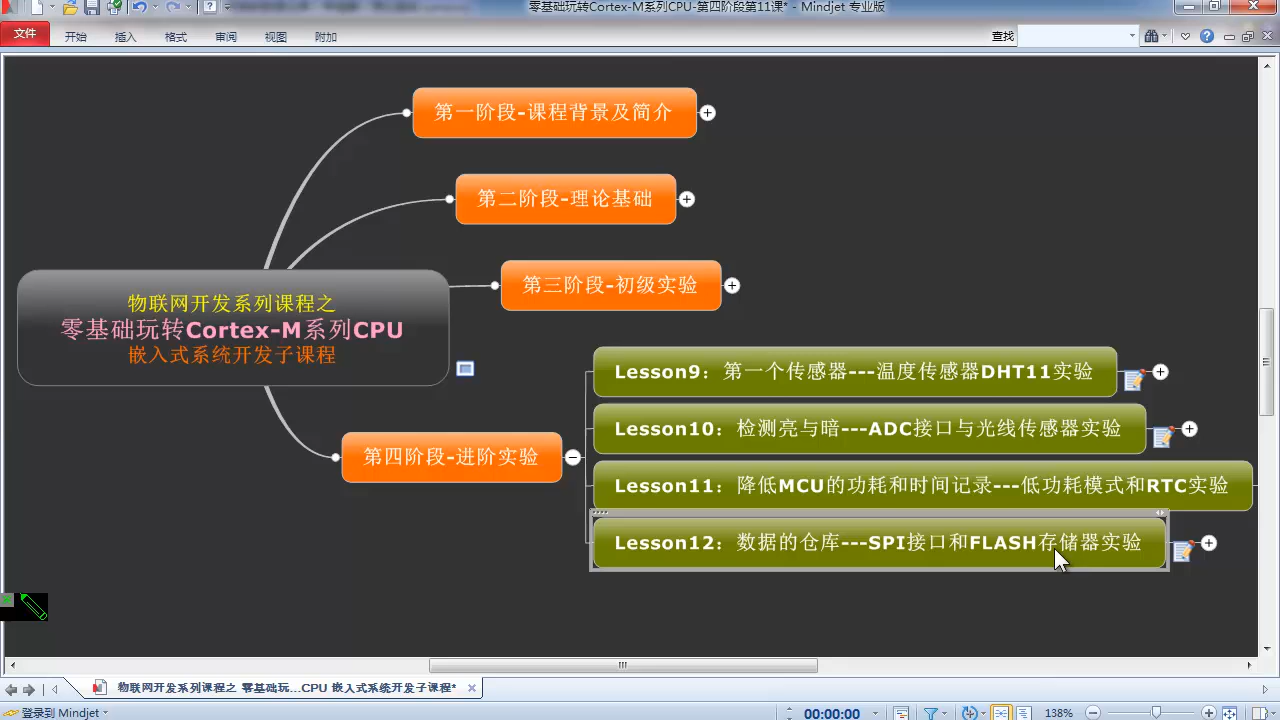 零基础玩转Cortex-M系列CPU-第四阶段第11课* - Mindjet 专业版
文件 开始 插入 格式 审阅 视图 附加 查找
第一阶段-课程背景及简介
第二阶段-理论基础
第三阶段-初级实验
物联网开发系列课程之
零基础玩转Cortex-M系列CPU
嵌入式系统开发子课程
第四阶段-进阶实验
Lesson9：第一个传感器---温度传感器DHT11实验
Lesson10：检测亮与暗---ADC接口与光线传感器实验
Lesson11：降低MCU的功耗和时间记录---低功耗模式和RTC实验
Lesson12：数据的仓库---SPI接口和FLASH存储器实验
物联网开发系列课程之 零基础玩...CPU 嵌入式系统开发子课程*
登录到 Mindjet 00:00:00 138%